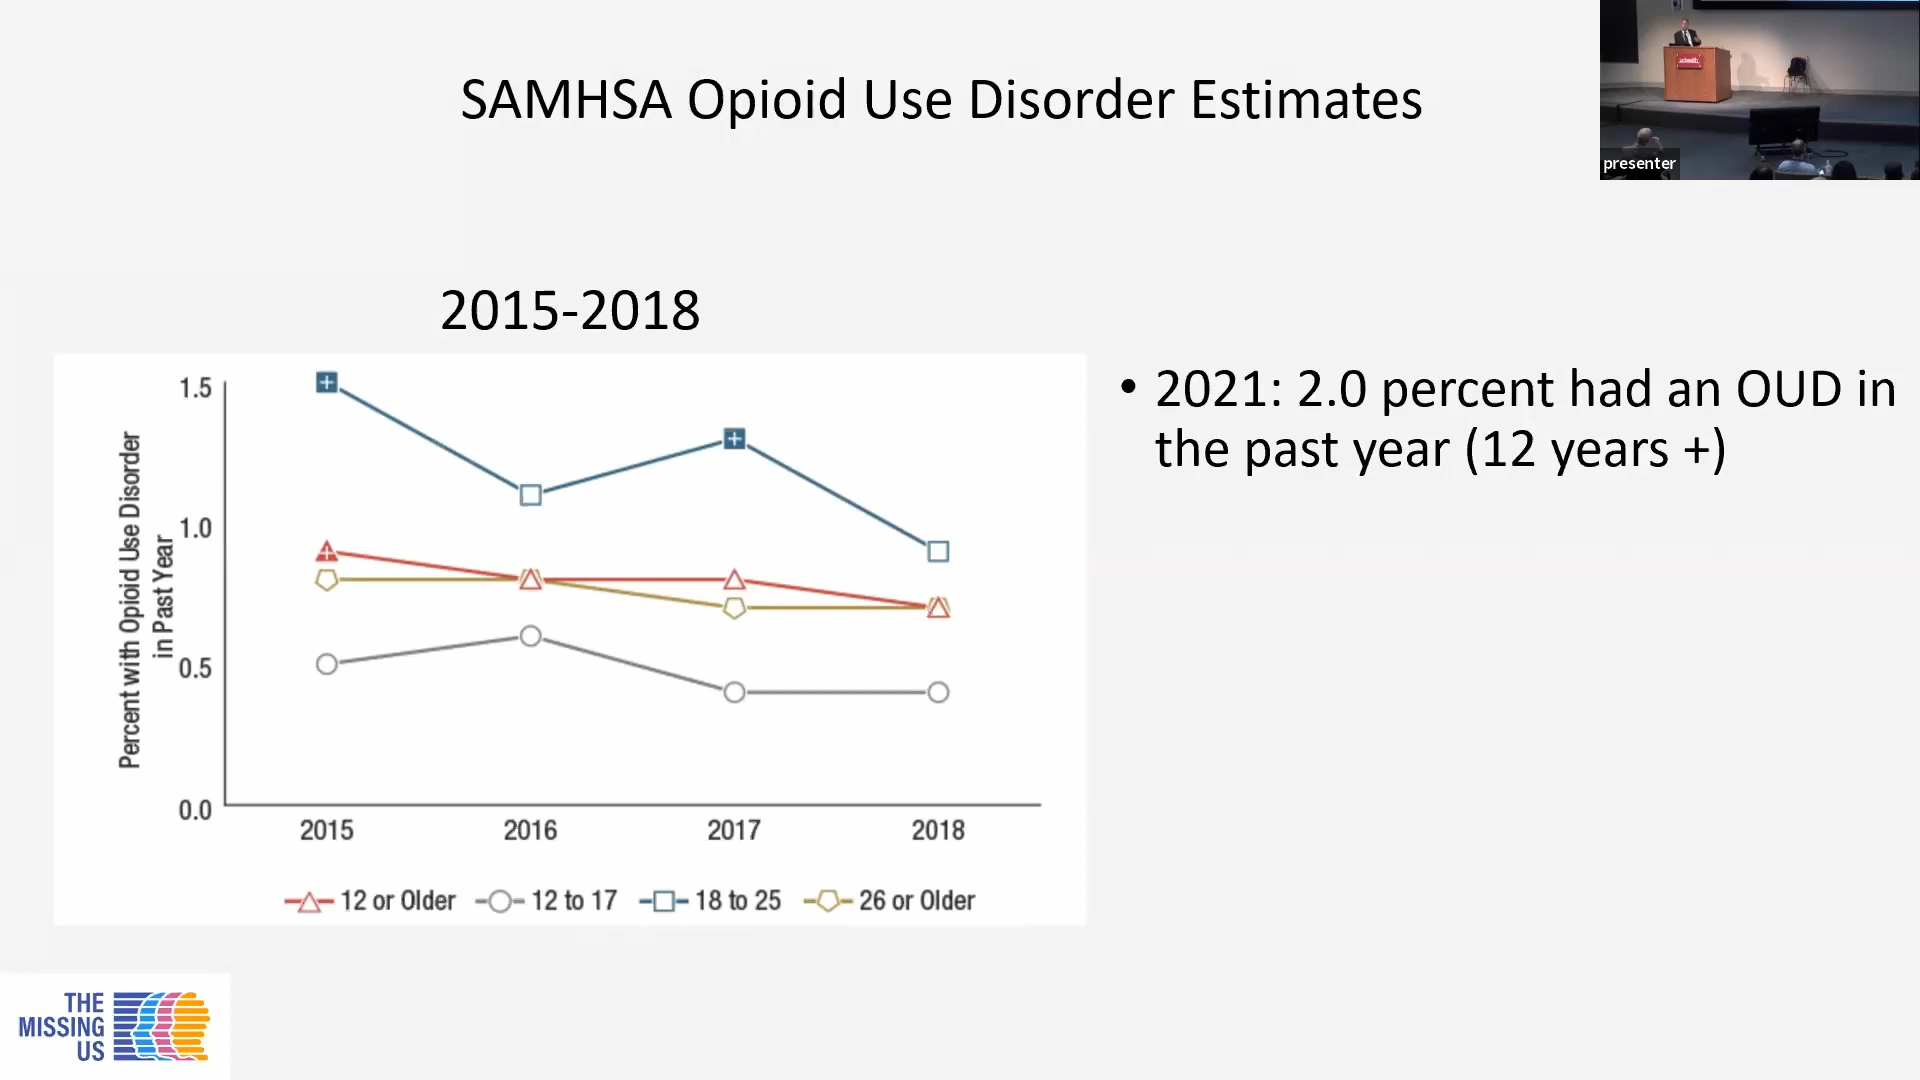 SAMHSA Opioid Use Disorder Estimates
presenter
2015-2018
• 2021: 2.0 percent had an OUD in
the past year (12 years +)
Percent with Opioid Use Disorder
in Past Year
1.5
1.0
0.5
0.0
2015 2016 2017 2018
12 or Older 12 to 17 18 to 25 26 or Older
THE
MISSING
US